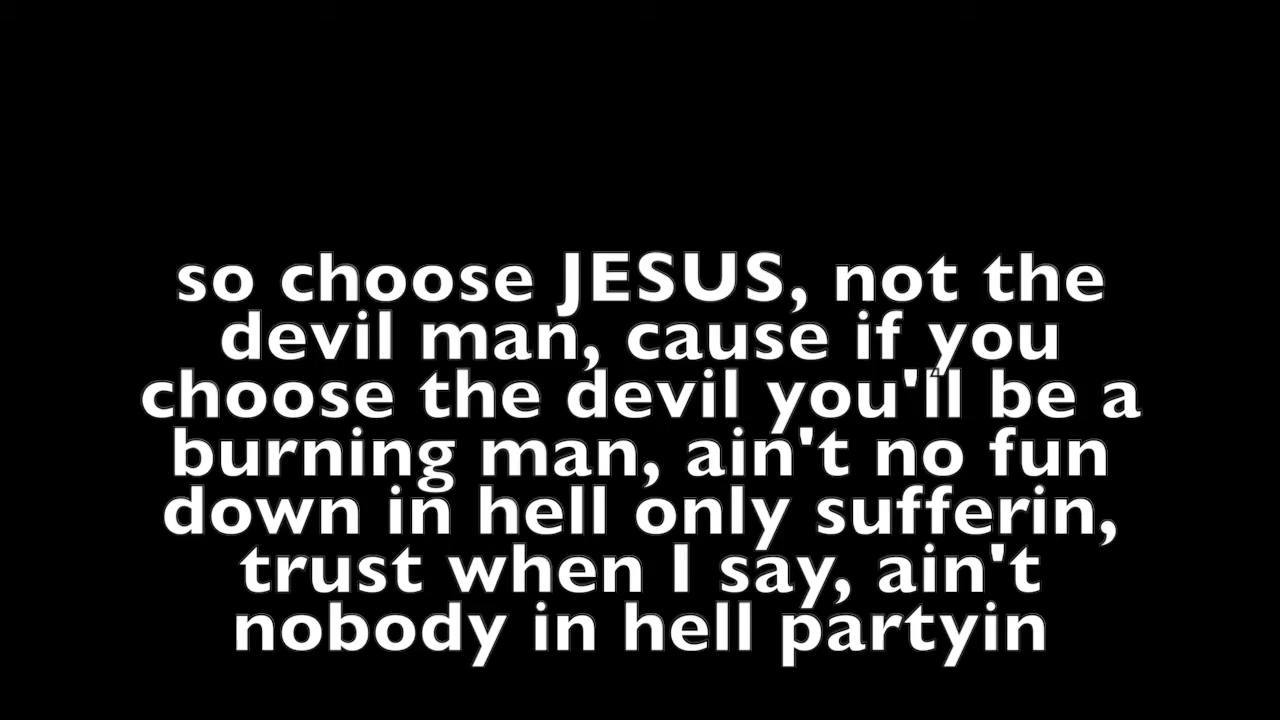 so choose JESUS, not the
devil man, cause if you
choose the devil you'll be a
burning man, ain't no fun
down in hell only sufferin,
trust when I say, ain't
nobody in hell partyin